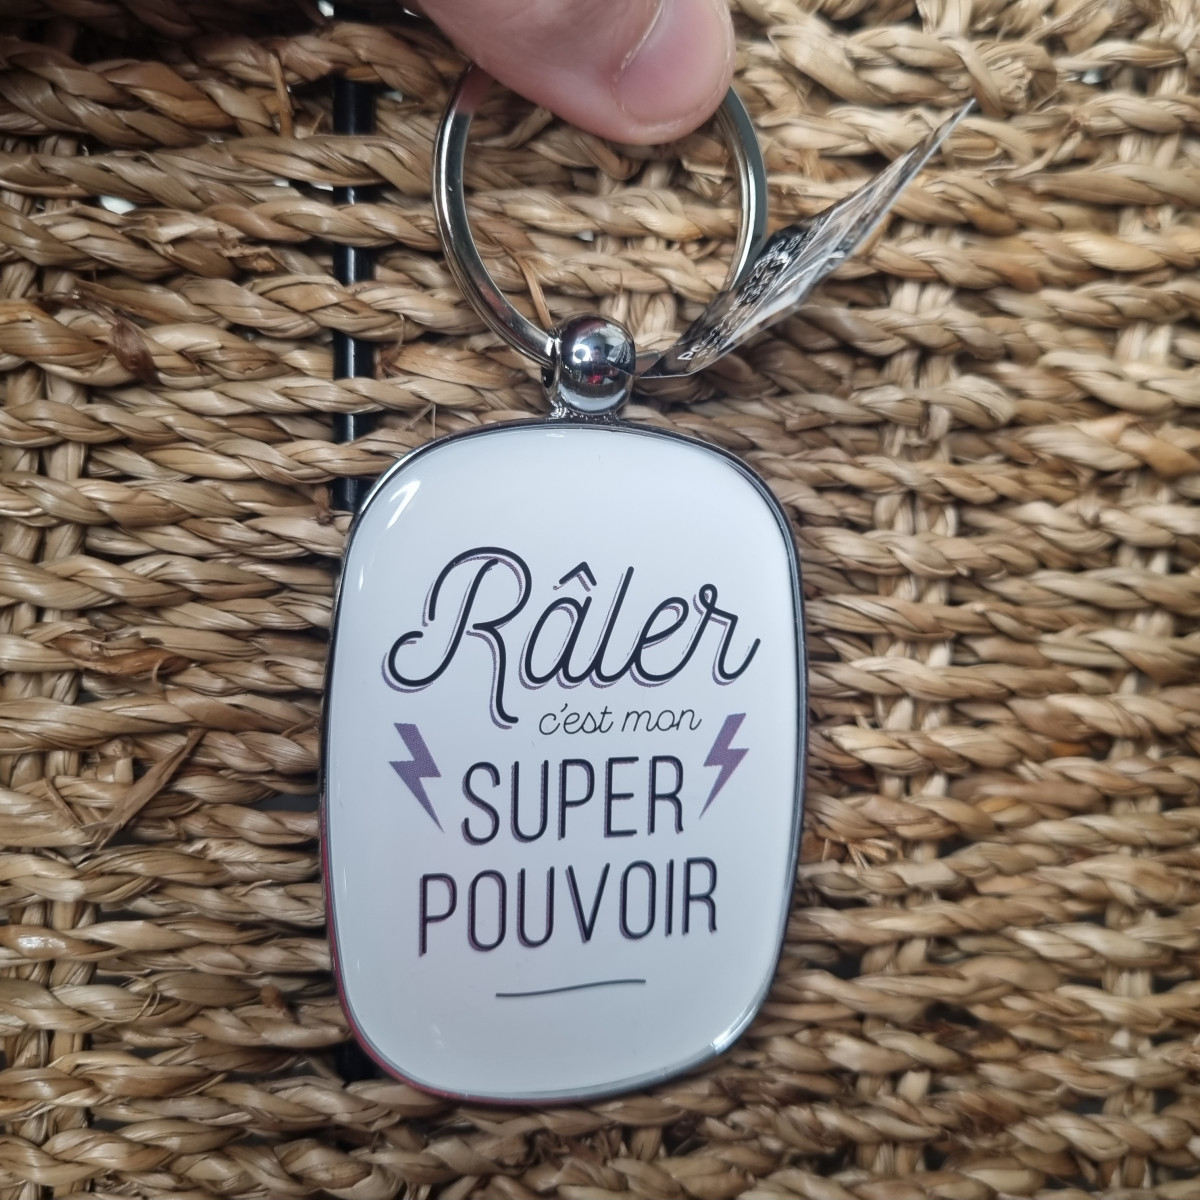 Râler
c'est mon
SUPER
POUVOIR